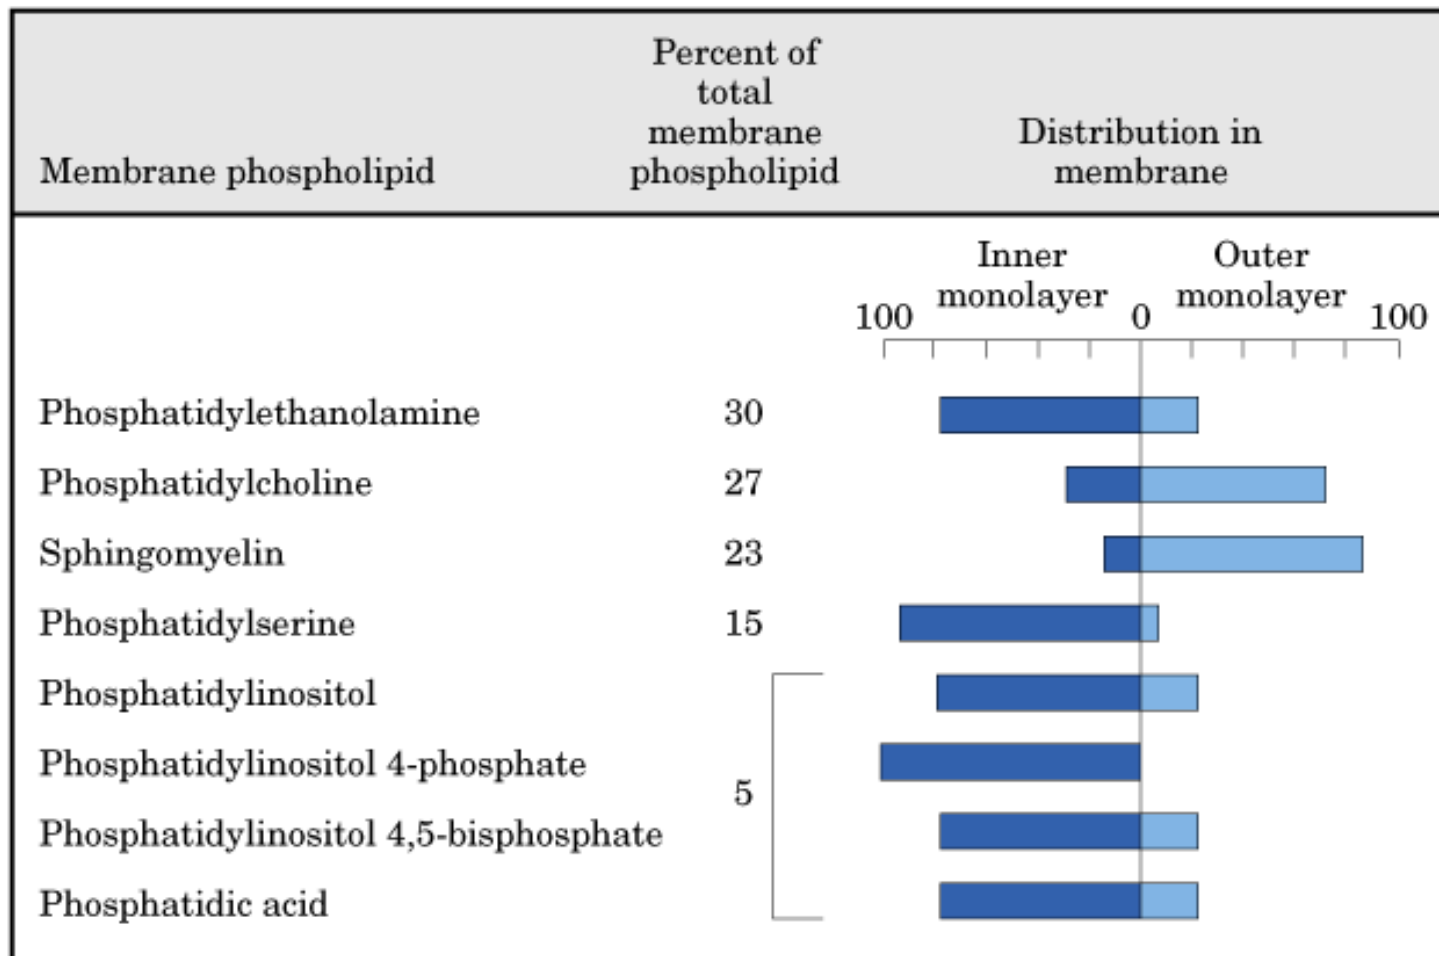 Membrane phospholipid
Percent of
total
membrane
phospholipid
Distribution in
membrane
Inner
monolayer
Outer
monolayer
100 0 100
Phosphatidylethanolamine 30
Phosphatidylcholine 27
Sphingomyelin 23
Phosphatidylserine 15
Phosphatidylinositol
Phosphatidylinositol 4-phosphate
5
Phosphatidylinositol 4,5-bisphosphate
Phosphatidic acid